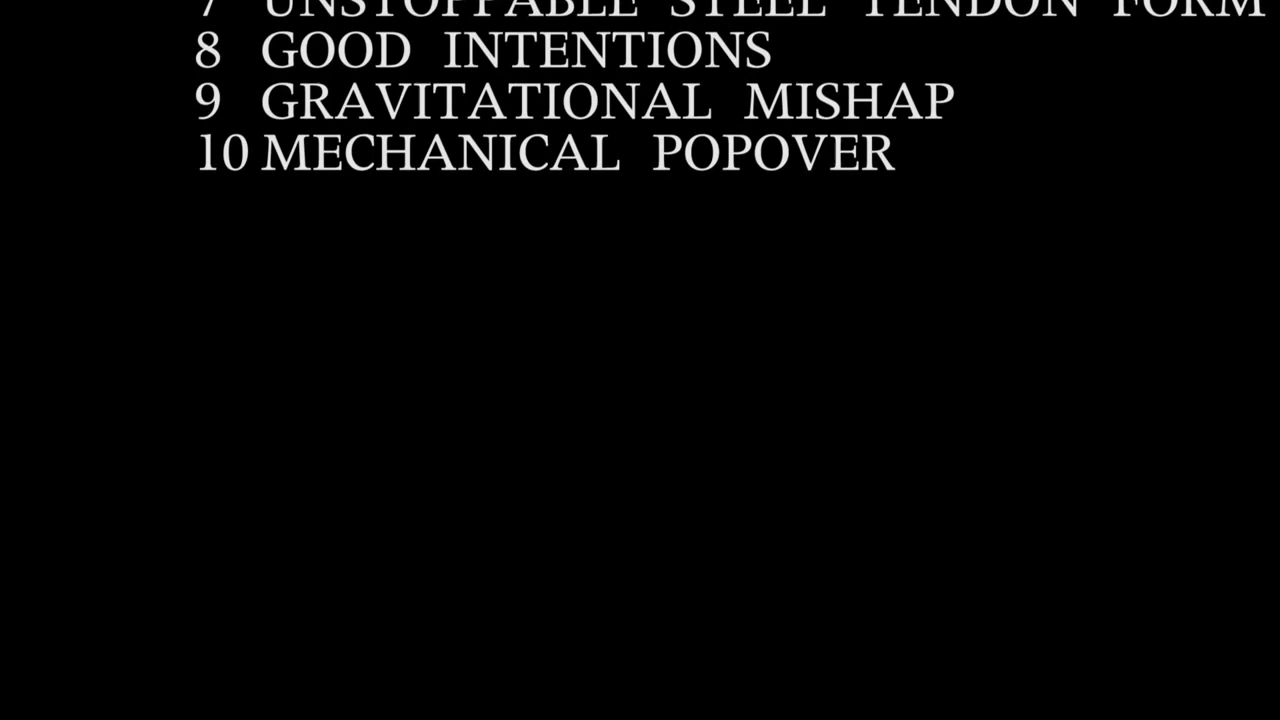 7 UNSTOPPABLE STEEL TENDON FORM
8 GOOD INTENTIONS
9 GRAVITATIONAL MISHAP
10 MECHANICAL POPOVER